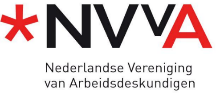 *NVvA
Nederlandse Vereniging
van Arbeidsdeskundigen